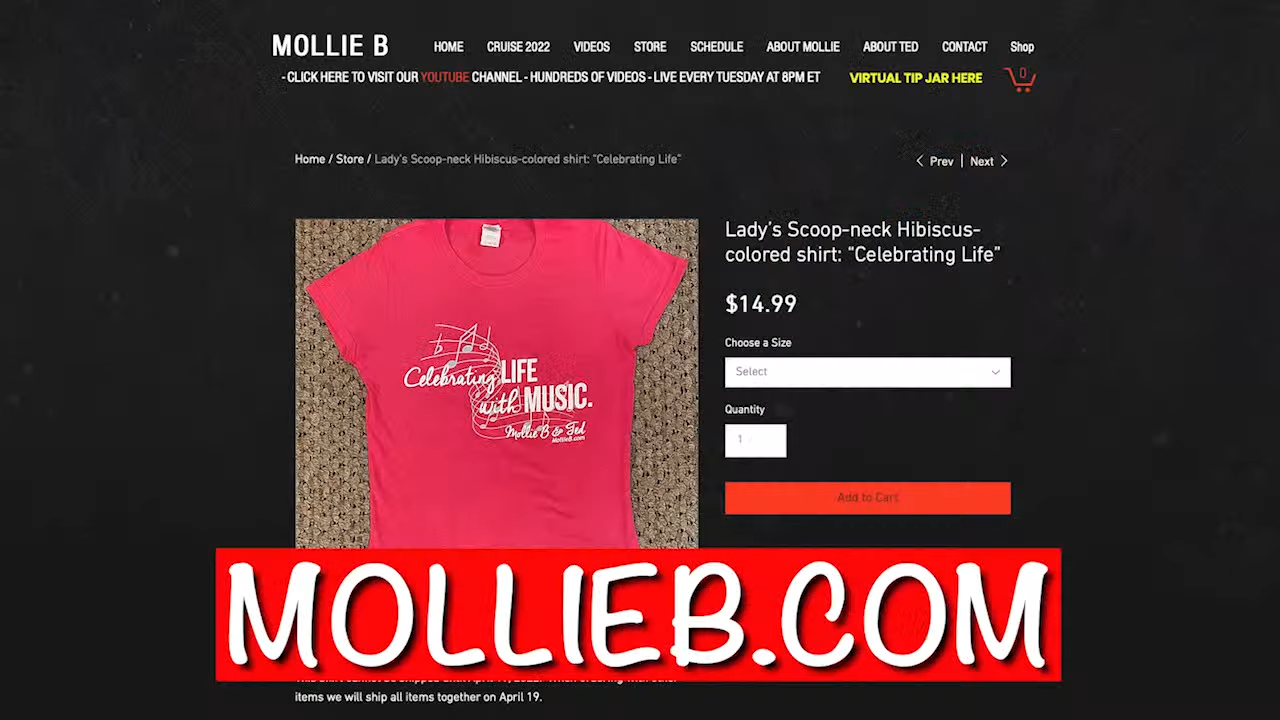 MOLLIE B
HOME CRUISE 2022 VIDEOS STORE SCHEDULE ABOUT MOLLIE ABOUT TED CONTACT Shop
- CLICK HERE TO VISIT OUR YOUTUBE CHANNEL - HUNDREDS OF VIDEOS - LIVE EVERY TUESDAY AT 8PM ET VIRTUAL TIP JAR HERE 0
Home / Store / Lady's Scoop-neck Hibiscus-colored shirt: “Celebrating Life”
Prev | Next
Lady's Scoop-neck Hibiscus-
colored shirt: “Celebrating Life”
$14.99
Choose a Size
Select
Quantity
1
Add to Cart
Celebrating LIFE
with MUSIC.
Mollie B & Ted
MollieB.com
MOLLIEB.COM
items we will ship all items together on April 19.